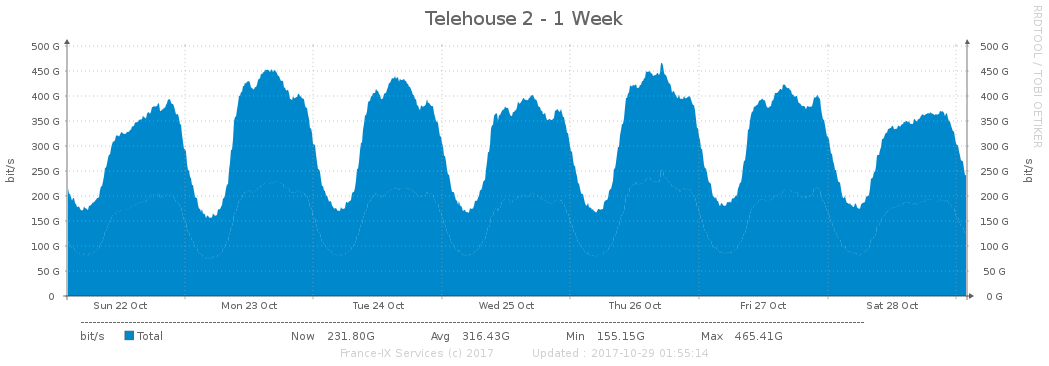 Telehouse 2 - 1 Week
RRDTOOL / TOBI OETIKER
500 G 500 G
450 G 450 G
400 G 400 G
350 G 350 G
300 G 300 G
250 G 250 G
200 G 200 G
150 G 150 G
100 G 100 G
50 G 50 G
0 0 G
bit/s
bit/s
Sun 22 Oct Mon 23 Oct Tue 24 Oct Wed 25 Oct Thu 26 Oct Fri 27 Oct Sat 28 Oct
bit/s Total Now 231.80G Avg 316.43G Min 155.15G Max 465.41G
France-IX Services (c) 2017 Updated : 2017-10-29 01:55:14